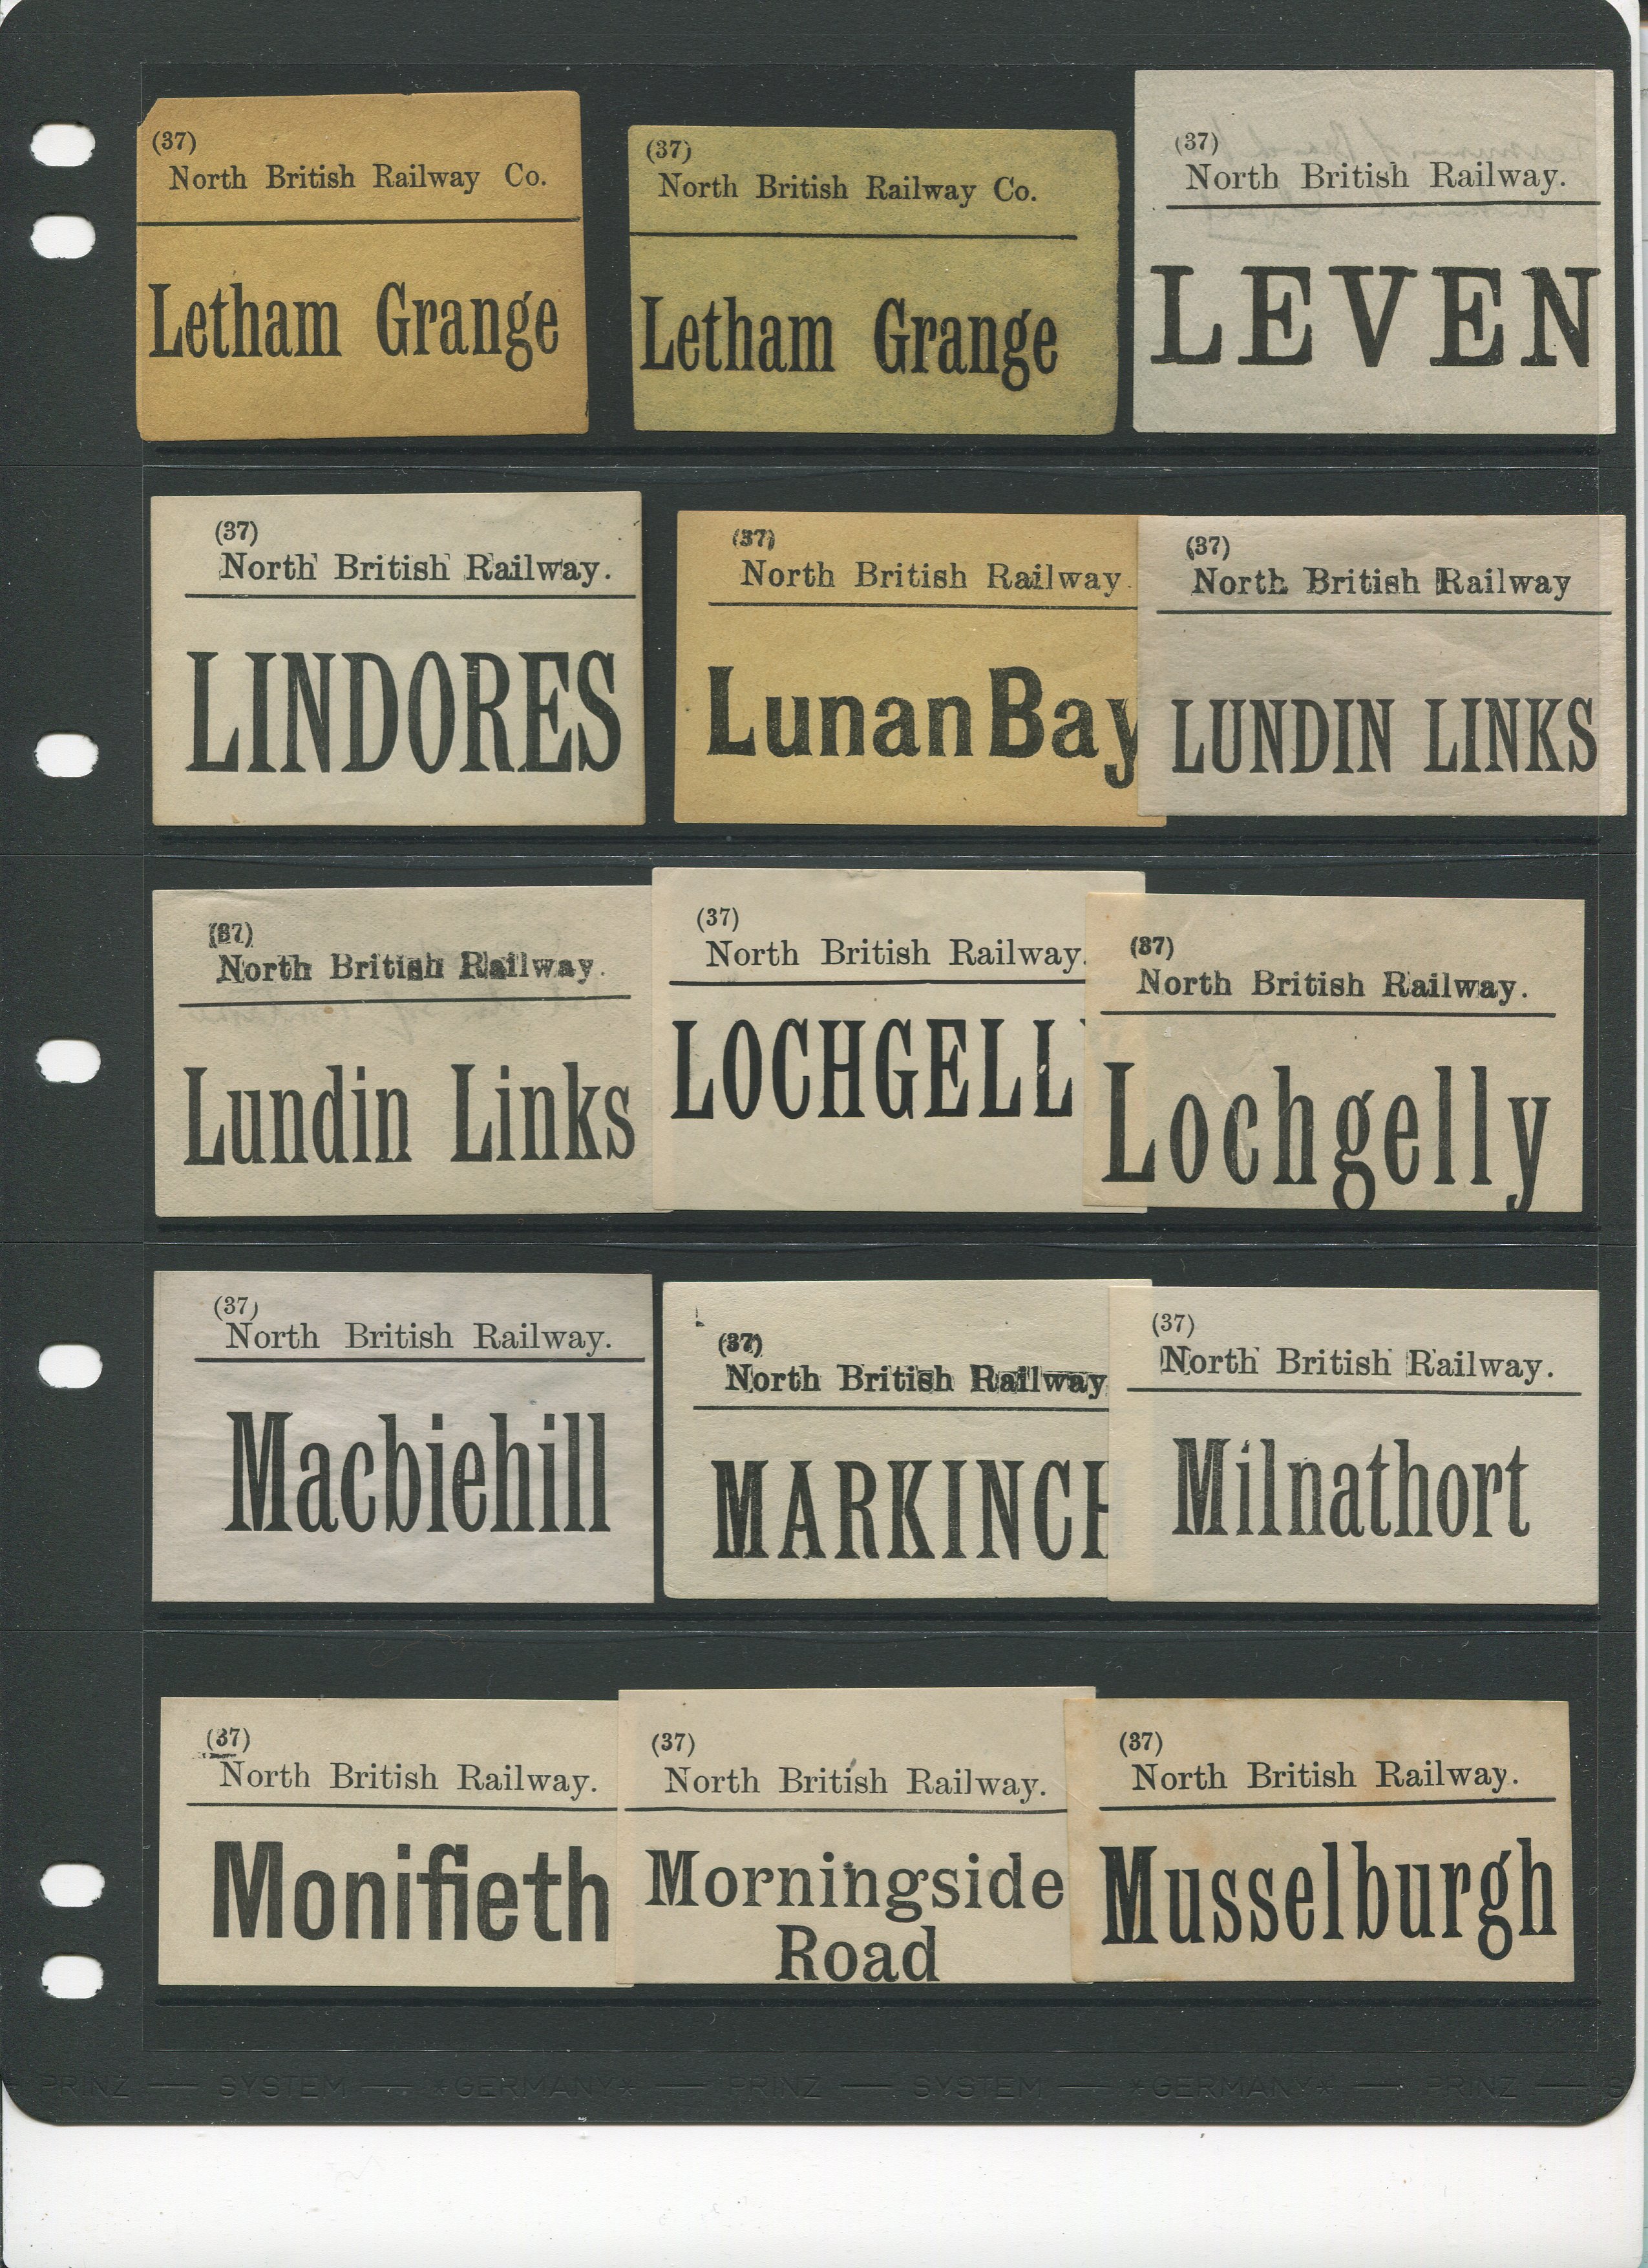 (37)
North British Railway Co.
Letham Grange
(37)
North British Railway Co.
Letham Grange
(37)
North British Railway.
LEVEN
(37)
North British Railway.
LINDORES
(37)
North British Railway.
Lunan Bay
(37)
North British Railway
LUNDIN LINKS
(37)
North British Railway.
Lundin Links
(37)
North British Railway.
LOCHGELL
(37)
North British Railway.
Lochgelly
(37)
North British Railway.
Macbiehill
(37)
North British Railway
MARKINCH
(37)
North British Railway.
Milnathort
(37)
North British Railway.
Monifieth
(37)
North British Railway.
Morningside
Road
(37)
North British Railway.
Musselburgh
PRINZ — SYSTEM — *GERMANY* — PRINZ — SYSTEM — *GERMANY* — PRINZ — S